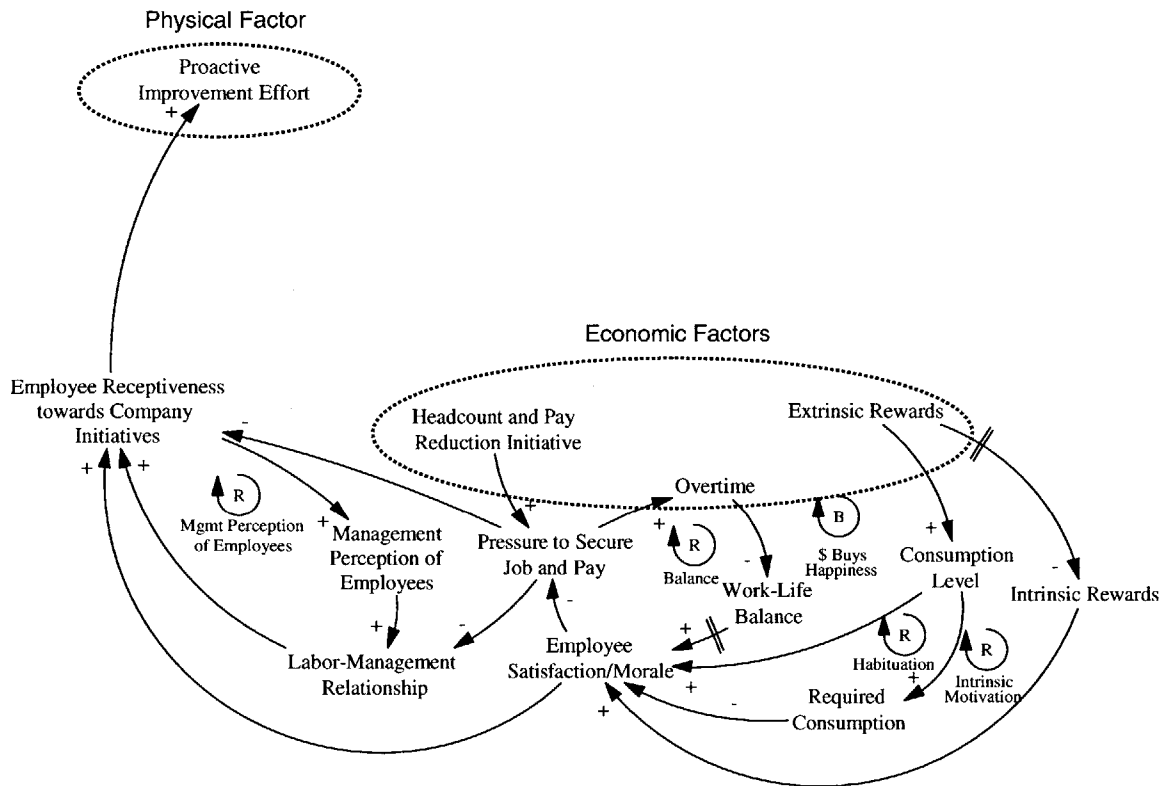 Physical Factor
Proactive
Improvement Effort
+
Economic Factors
Employee Receptiveness
towards Company
Initiatives
Headcount and Pay
Reduction Initiative
Extrinsic Rewards
-
+
+
R
Mgmt Perception
of Employees
+
Management
Perception of
Employees
+
Pressure to Secure
Job and Pay
Overtime
+
R
Balance
B
$ Buys
Happiness
+
Consumption
Level
-
Work-Life
Balance
-
Intrinsic Rewards
+
Labor-Management
Relationship
-
-
Employee
Satisfaction/Morale
+
+
R
Habituation
R
Intrinsic
Motivation
+
Required
Consumption
-
+